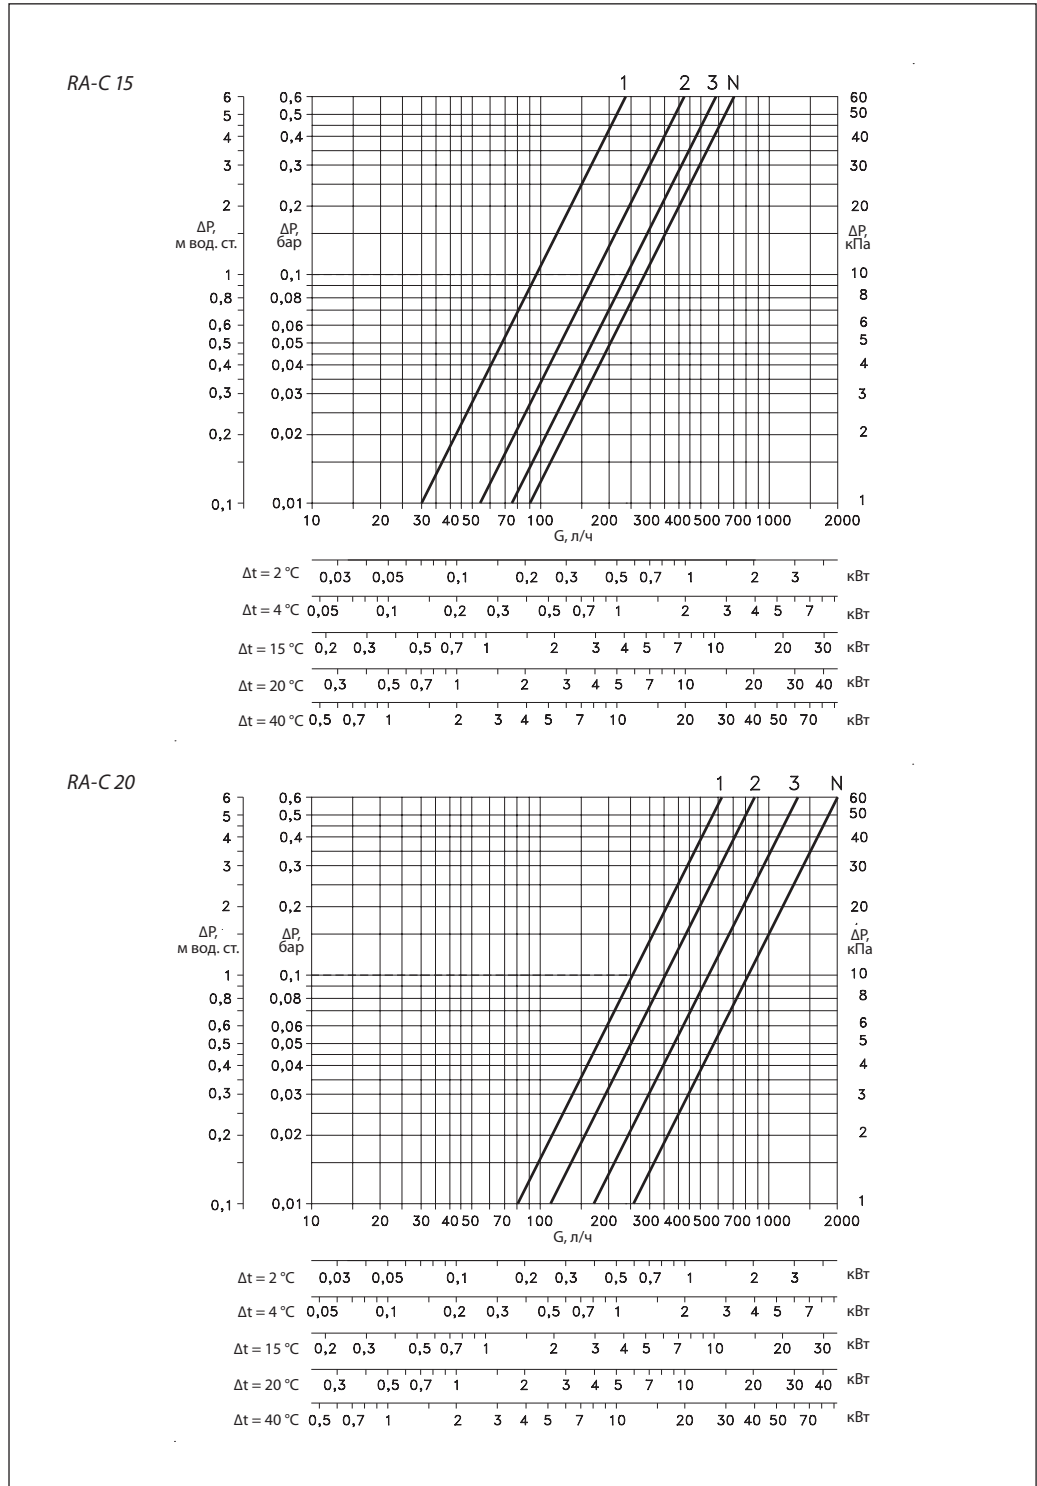 RA-C 15
1 2 3 N
6 0,6 60
5 0,5 50
4 0,4 40
3 0,3 30
2 0,2 20
ΔP, ΔP, ΔP,
м вод. ст. бар кПа
1 0,1 10
0,8 0,08 8
0,6 0,06 6
0,5 0,05 5
0,4 0,04 4
0,3 0,03 3
0,2 0,02 2
0,1 0,01 1
10 20 30 40 50 70 100 200 300 400 500 700 1000 2000
G, л/ч
Δt = 2 °C 0,03 0,05 0,1 0,2 0,3 0,5 0,7 1 2 3 кВт
Δt = 4 °C 0,05 0,1 0,2 0,3 0,5 0,7 1 2 3 4 5 7 кВт
Δt = 15 °C 0,2 0,3 0,5 0,7 1 2 3 4 5 7 10 20 30 кВт
Δt = 20 °C 0,3 0,5 0,7 1 2 3 4 5 7 10 20 30 40 кВт
Δt = 40 °C 0,5 0,7 1 2 3 4 5 7 10 20 30 40 50 70 кВт
RA-C 20
1 2 3 N
6 0,6 60
5 0,5 50
4 0,4 40
3 0,3 30
2 0,2 20
ΔP, ΔP, ΔP,
м вод. ст. бар кПа
1 0,1 10
0,8 0,08 8
0,6 0,06 6
0,5 0,05 5
0,4 0,04 4
0,3 0,03 3
0,2 0,02 2
0,1 0,01 1
10 20 30 40 50 70 100 200 300 400 500 700 1000 2000
G, л/ч
Δt = 2 °C 0,03 0,05 0,1 0,2 0,3 0,5 0,7 1 2 3 кВт
Δt = 4 °C 0,05 0,1 0,2 0,3 0,5 0,7 1 2 3 4 5 7 кВт
Δt = 15 °C 0,2 0,3 0,5 0,7 1 2 3 4 5 7 10 20 30 кВт
Δt = 20 °C 0,3 0,5 0,7 1 2 3 4 5 7 10 20 30 40 кВт
Δt = 40 °C 0,5 0,7 1 2 3 4 5 7 10 20 30 40 50 70 кВт